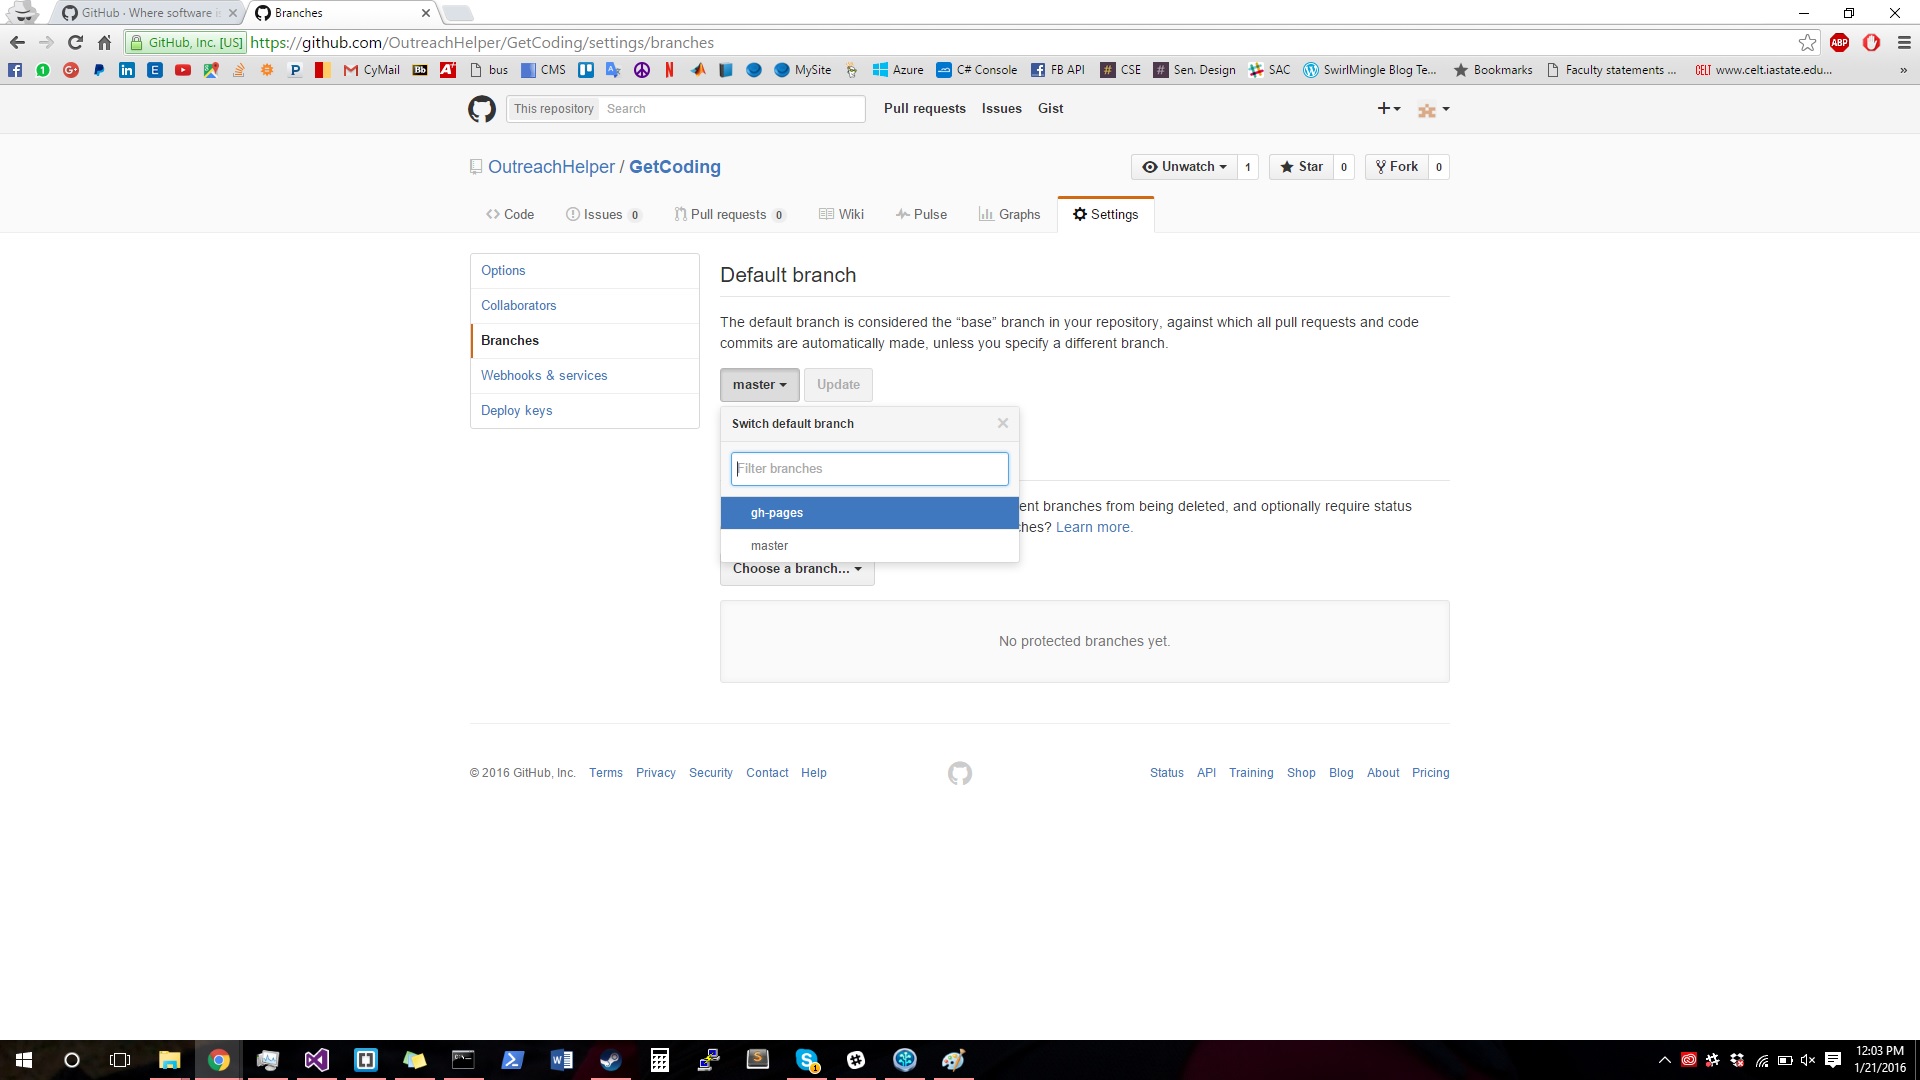 GitHub · Where software i
Branches
GitHub, Inc. [US]
https://github.com/OutreachHelper/GetCoding/settings/branches
ABP
CyMail
Bb
bus
CMS
MySite
Azure
C# Console
FB API
CSE
Sen. Design
SAC
SwirlMingle Blog Te...
Bookmarks
Faculty statements ...
CELT www.celt.iastate.edu...
This repository
Search
Pull requests
Issues
Gist
OutreachHelper / GetCoding
Unwatch 1
Star 0
Fork 0
Code
Issues 0
Pull requests 0
Wiki
Pulse
Graphs
Settings
Options
Collaborators
Branches
Webhooks & services
Deploy keys
Default branch
The default branch is considered the “base” branch in your repository, against which all pull requests and code
commits are automatically made, unless you specify a different branch.
master
Update
Switch default branch
Filter branches
gh-pages
master
ent branches from being deleted, and optionally require status
hes? Learn more.
Choose a branch...
No protected branches yet.
© 2016 GitHub, Inc. Terms Privacy Security Contact Help
Status API Training Shop Blog About Pricing
12:03 PM
1/21/2016